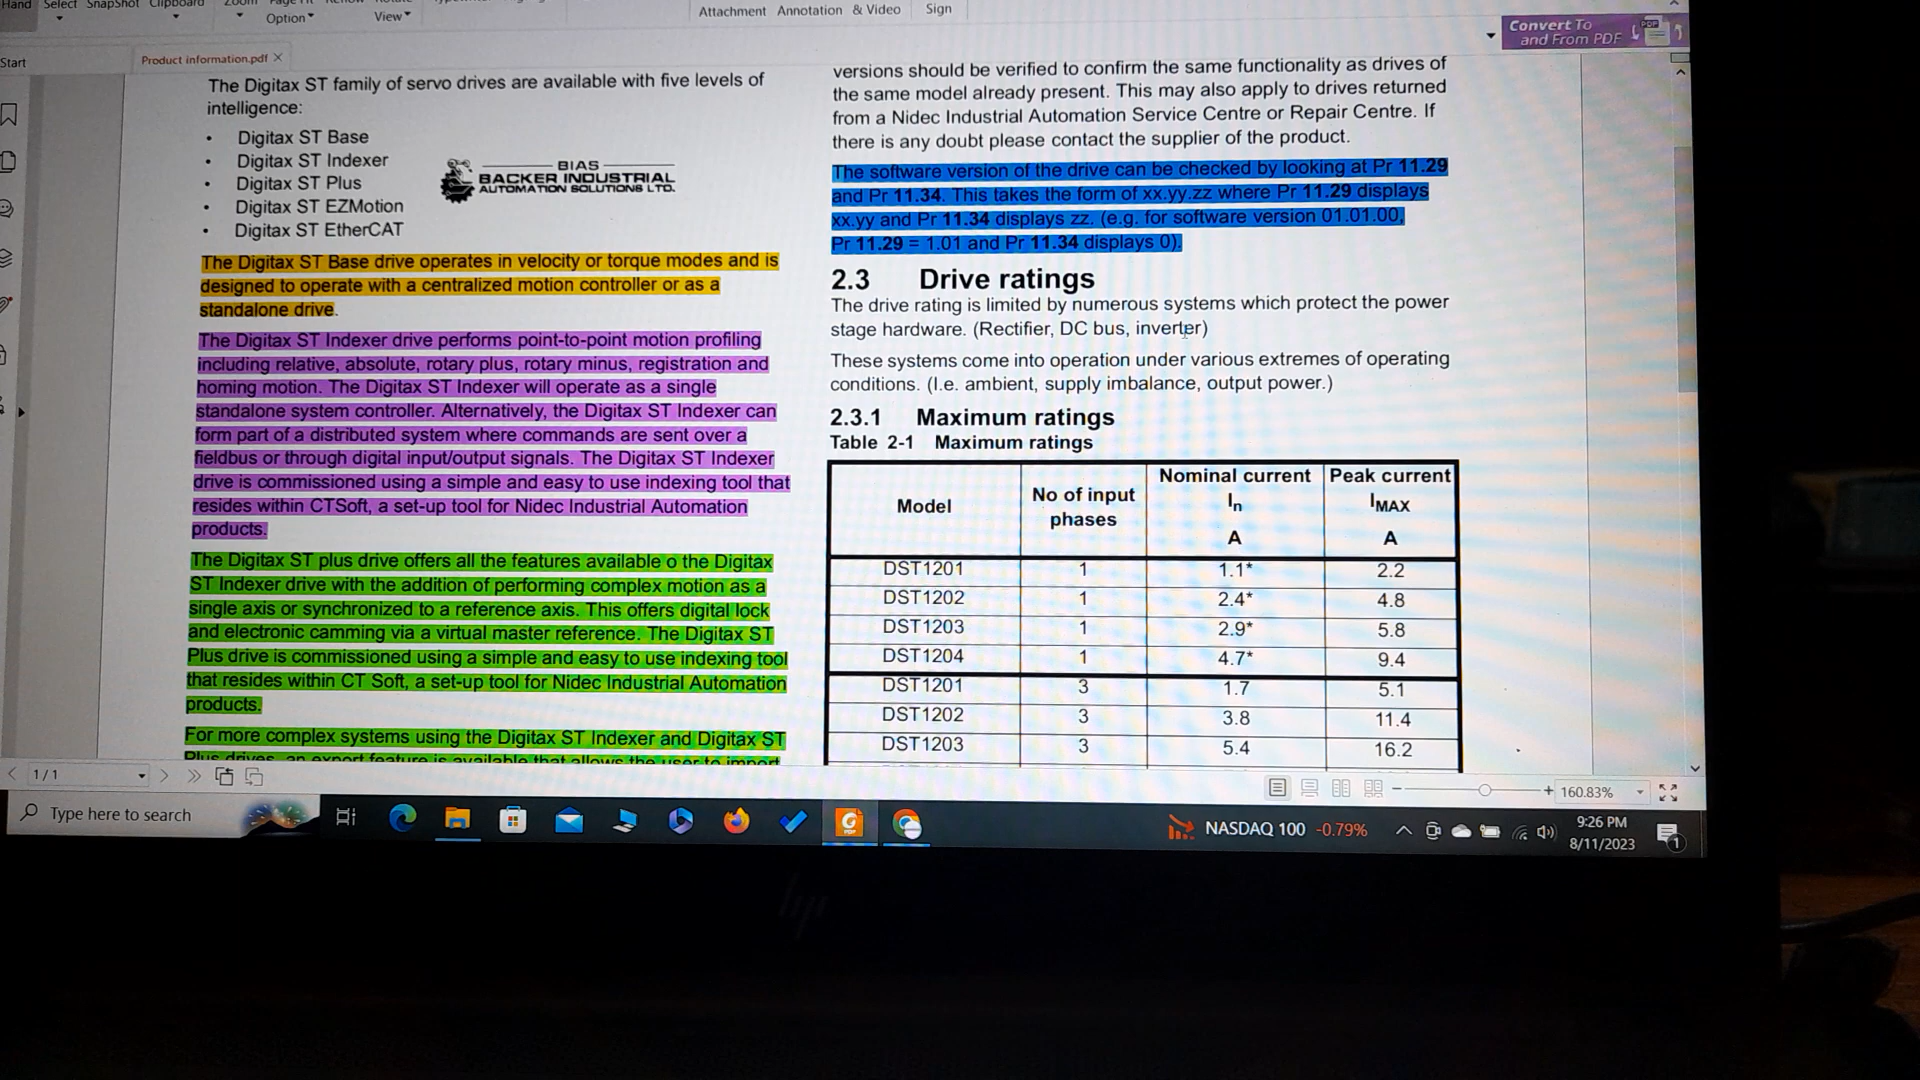 Hand Select SnapShot Clipboard Zoom
Option View
Attachment Annotation & Video Sign
Convert To
and From PDF
Start
Product information.pdf
The Digitax ST family of servo drives are available with five levels of
intelligence:
• Digitax ST Base
• Digitax ST Indexer
• Digitax ST Plus
• Digitax ST EZMotion
• Digitax ST EtherCAT
BIAS
BACKER INDUSTRIAL
AUTOMATION SOLUTIONS LTD.
The Digitax ST Base drive operates in velocity or torque modes and is
designed to operate with a centralized motion controller or as a
standalone drive.
The Digitax ST Indexer drive performs point-to-point motion profiling
including relative, absolute, rotary plus, rotary minus, registration and
homing motion. The Digitax ST Indexer will operate as a single
standalone system controller. Alternatively, the Digitax ST Indexer can
form part of a distributed system where commands are sent over a
fieldbus or through digital input/output signals. The Digitax ST Indexer
drive is commissioned using a simple and easy to use indexing tool that
resides within CTSoft, a set-up tool for Nidec Industrial Automation
products.
The Digitax ST plus drive offers all the features available o the Digitax
ST Indexer drive with the addition of performing complex motion as a
single axis or synchronized to a reference axis. This offers digital lock
and electronic camming via a virtual master reference. The Digitax ST
Plus drive is commissioned using a simple and easy to use indexing tool
that resides within CT Soft, a set-up tool for Nidec Industrial Automation
products.
For more complex systems using the Digitax ST Indexer and Digitax ST
Plus drives, an export feature is available that allows the user to import
versions should be verified to confirm the same functionality as drives of
the same model already present. This may also apply to drives returned
from a Nidec Industrial Automation Service Centre or Repair Centre. If
there is any doubt please contact the supplier of the product.
The software version of the drive can be checked by looking at Pr 11.29
and Pr 11.34. This takes the form of xx.yy.zz where Pr 11.29 displays
xx.yy and Pr 11.34 displays zz. (e.g. for software version 01.01.00,
Pr 11.29 = 1.01 and Pr 11.34 displays 0).
2.3 Drive ratings
The drive rating is limited by numerous systems which protect the power
stage hardware. (Rectifier, DC bus, inverter)
These systems come into operation under various extremes of operating
conditions. (I.e. ambient, supply imbalance, output power.)
2.3.1 Maximum ratings
Table 2-1 Maximum ratings
Model No of input phases Nominal current In A Peak current IMAX A
DST1201 1 1.1* 2.2
DST1202 1 2.4* 4.8
DST1203 1 2.9* 5.8
DST1204 1 4.7* 9.4
DST1201 3 1.7 5.1
DST1202 3 3.8 11.4
DST1203 3 5.4 16.2
1 / 1
160.83%
Type here to search
NASDAQ 100 -0.79%
9:26 PM
8/11/2023
1
hp